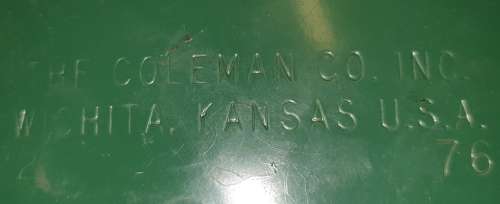 THE COLEMAN CO. INC.
WICHITA, KANSAS U.S.A.
76